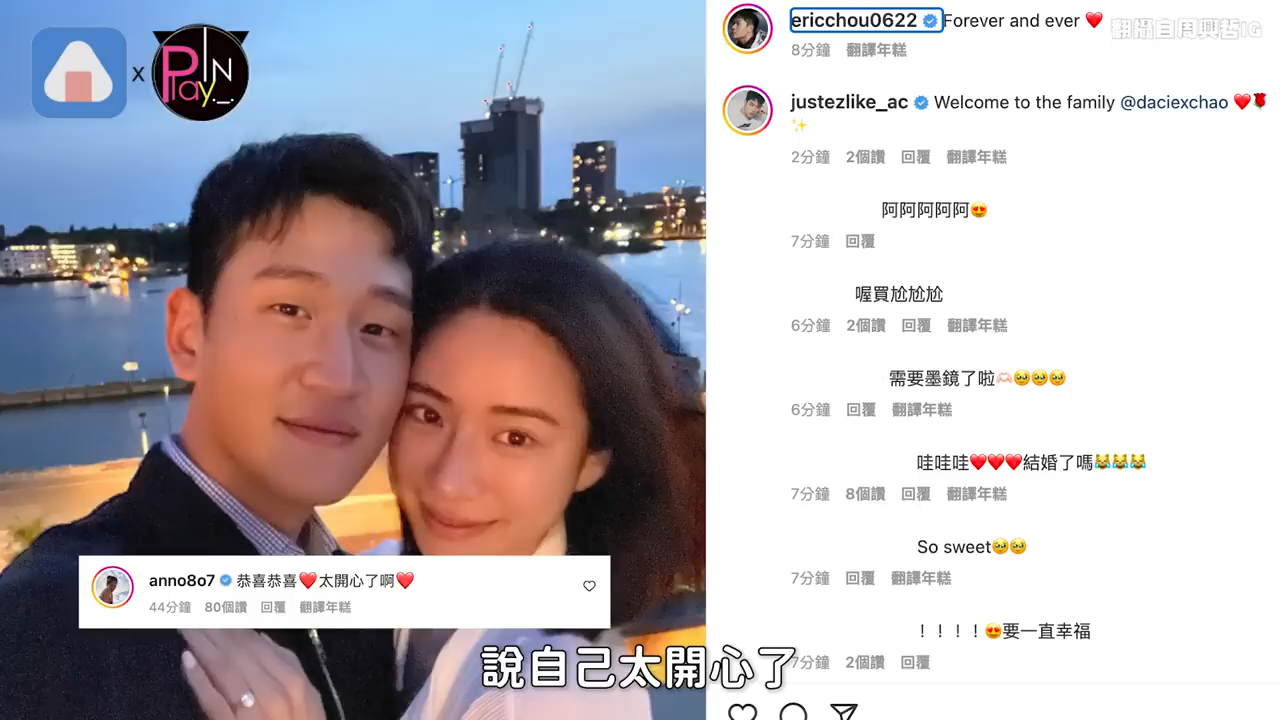 x
Play IN
ericchou0622 Forever and ever ❤️
翻攝自周興哲IG
8分鐘 翻譯年糕
justezlike_ac Welcome to the family @daciexchao ❤️🌹
✨
2分鐘 2個讚 回覆 翻譯年糕
阿阿阿阿阿😍
7分鐘 回覆
喔買尬尬尬
6分鐘 2個讚 回覆 翻譯年糕
需要墨鏡了啦🫶🏻🥹🥹🥹
6分鐘 回覆 翻譯年糕
哇哇哇❤️❤️❤️結婚了嗎😹😹😹
7分鐘 8個讚 回覆 翻譯年糕
So sweet🥹🥹
7分鐘 回覆 翻譯年糕
！！！！😍要一直幸福
7分鐘 2個讚 回覆
anno8o7 恭喜恭喜❤️太開心了啊❤️
44分鐘 80個讚 回覆 翻譯年糕
說自己太開心了